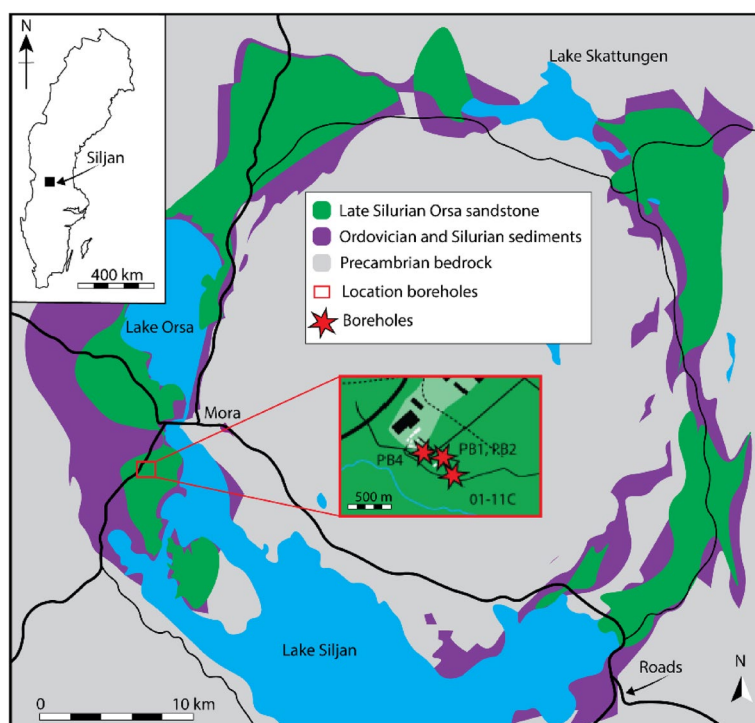 N
Siljan
400 km
Lake Skattungen
Late Silurian Orsa sandstone
Ordovician and Silurian sediments
Precambrian bedrock
Location boreholes
Boreholes
Lake Orsa
Mora
PB4
PB1, PB2
500 m
01-11C
Lake Siljan
Roads
N
0
10 km